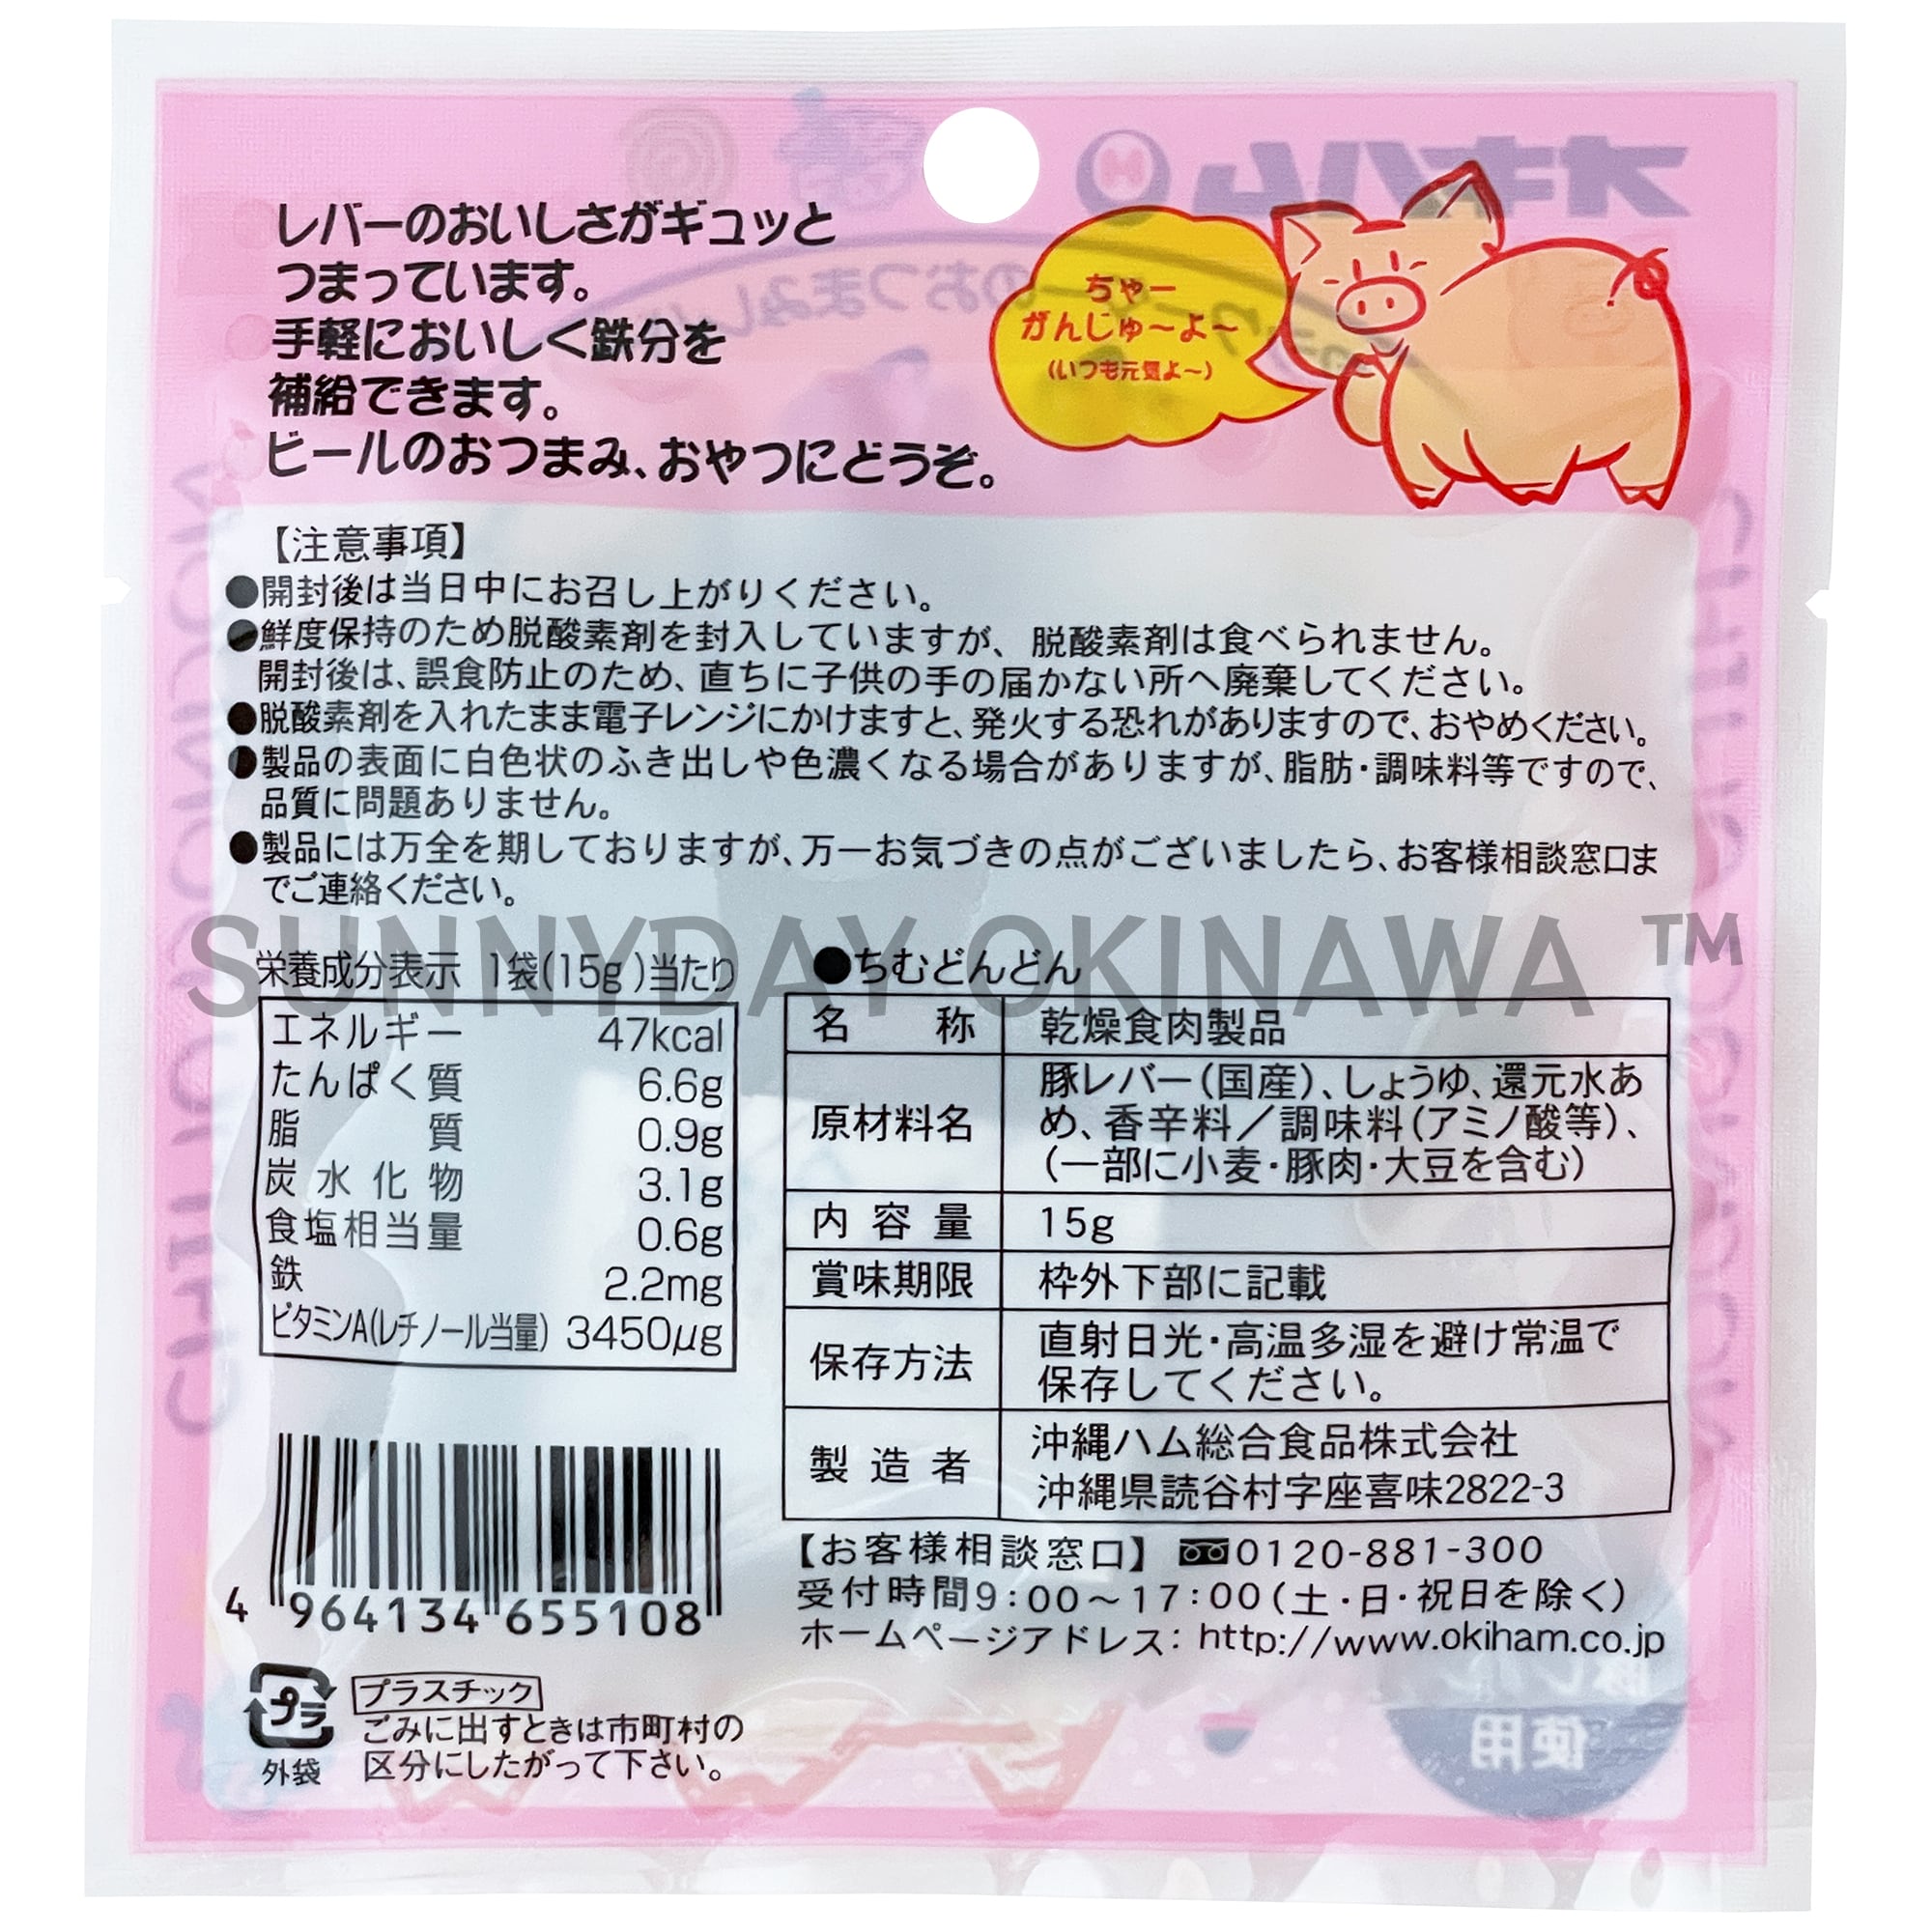 オキハム
レバーのおいしさがギュッと
つまっています。
手軽においしく鉄分を
補給できます。
ビールのおつまみ、おやつにどうぞ。
ちゃー
がんじゅ〜よ〜
(いつも元気よ〜)
【注意事項】
●開封後は当日中にお召し上がりください。
●鮮度保持のため脱酸素剤を封入していますが、脱酸素剤は食べられません。
開封後は、誤食防止のため、直ちに子供の手の届かない所へ廃棄してください。
●脱酸素剤を入れたまま電子レンジにかけますと、発火する恐れがありますので、おやめください。
●製品の表面に白色状のふき出しや色濃くなる場合がありますが、脂肪・調味料等ですので、
品質に問題ありません。
●製品には万全を期しておりますが、万一お気づきの点がございましたら、お客様相談窓口ま
でご連絡ください。
SUNNYDAY OKINAWA ™
栄養成分表示 1袋(15g)当たり
エネルギー 47kcal
たんぱく質 6.6g
脂質 0.9g
炭水化物 3.1g
食塩相当量 0.6g
鉄 2.2mg
ビタミンA(レチノール当量) 3450μg
●ちむどんどん
名称 乾燥食肉製品
原材料名 豚レバー(国産)、しょうゆ、還元水あ
め、香辛料/調味料(アミノ酸等)、
(一部に小麦・豚肉・大豆を含む)
内容量 15g
賞味期限 枠外下部に記載
保存方法 直射日光・高温多湿を避け常温で
保存してください。
製造者 沖縄ハム総合食品株式会社
沖縄県読谷村字座喜味2822-3
【お客様相談窓口】 0120-881-300
受付時間9:00〜17:00(土・日・祝日を除く)
ホームページアドレス: http://www.okiham.co.jp
4 964134 655108
プラ
外袋
プラスチック
ごみに出すときは市町村の
区分にしたがって下さい。
使用